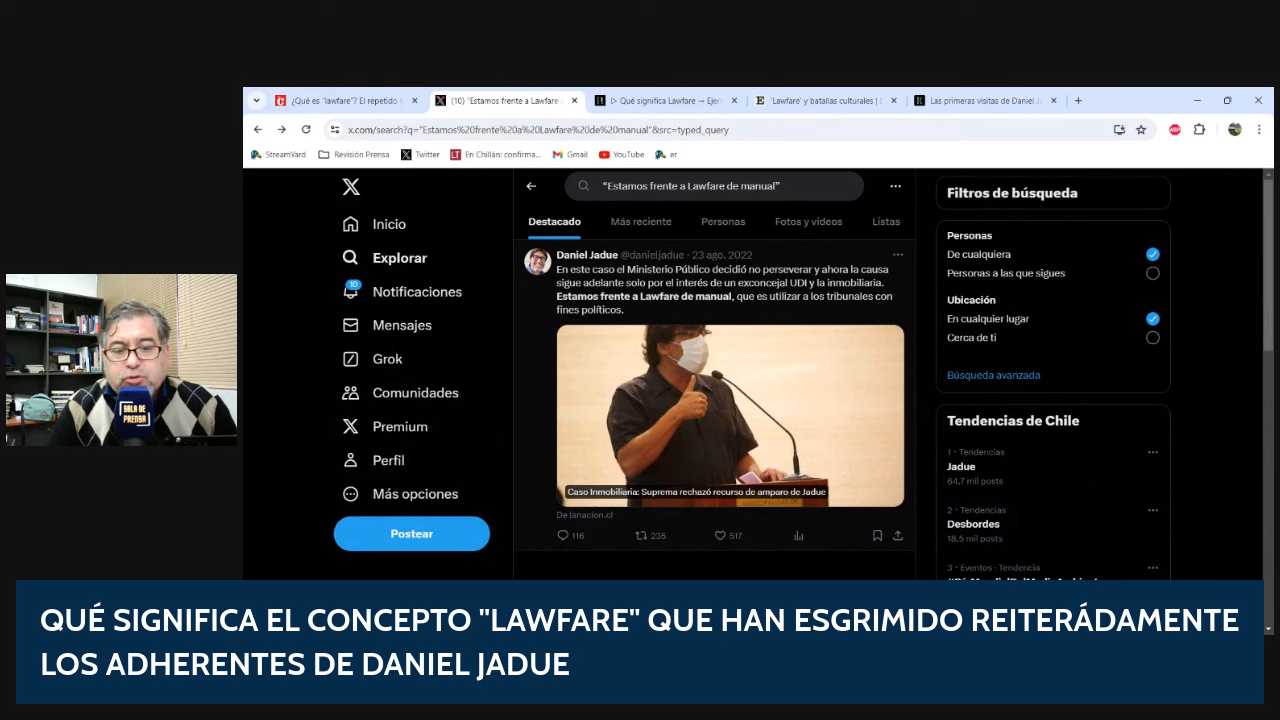 ¿Qué es "lawfare"? El repetido
(10) "Estamos frente a Lawfare
▷ Qué significa Lawfare → Ejem
'Lawfare' y batallas culturales |
Las primeras visitas de Daniel Ja
x.com/search?q="Estamos%20frente%20a%20Lawfare%20de%20manual"&src=typed_query
ABP
StreamYard
Revisión Prensa
Twitter
LT
En Chillán: confirma...
Gmail
YouTube
er
Inicio
Explorar
10
Notificaciones
Mensajes
Grok
Comunidades
Premium
Perfil
Más opciones
Postear
"Estamos frente a Lawfare de manual"
Destacado
Más reciente
Personas
Fotos y videos
Listas
Daniel Jadue @danieljadue · 23 ago. 2022
En este caso el Ministerio Público decidió no perseverar y ahora la causa
sigue adelante solo por el interés de un exconcejal UDI y la inmobiliaria.
Estamos frente a Lawfare de manual, que es utilizar a los tribunales con
fines políticos.
Caso Inmobiliaria: Suprema rechazó recurso de amparo de Jadue
De lanacion.cl
116
235
517
Filtros de búsqueda
Personas
De cualquiera
Personas a las que sigues
Ubicación
En cualquier lugar
Cerca de ti
Búsqueda avanzada
Tendencias de Chile
1 · Tendencias
Jadue
64,7 mil posts
2 · Tendencias
Desbordes
18,5 mil posts
3 · Eventos · Tendencia
SALA DE
PRENSA
QUÉ SIGNIFICA EL CONCEPTO "LAWFARE" QUE HAN ESGRIMIDO REITERÁDAMENTE
LOS ADHERENTES DE DANIEL JADUE